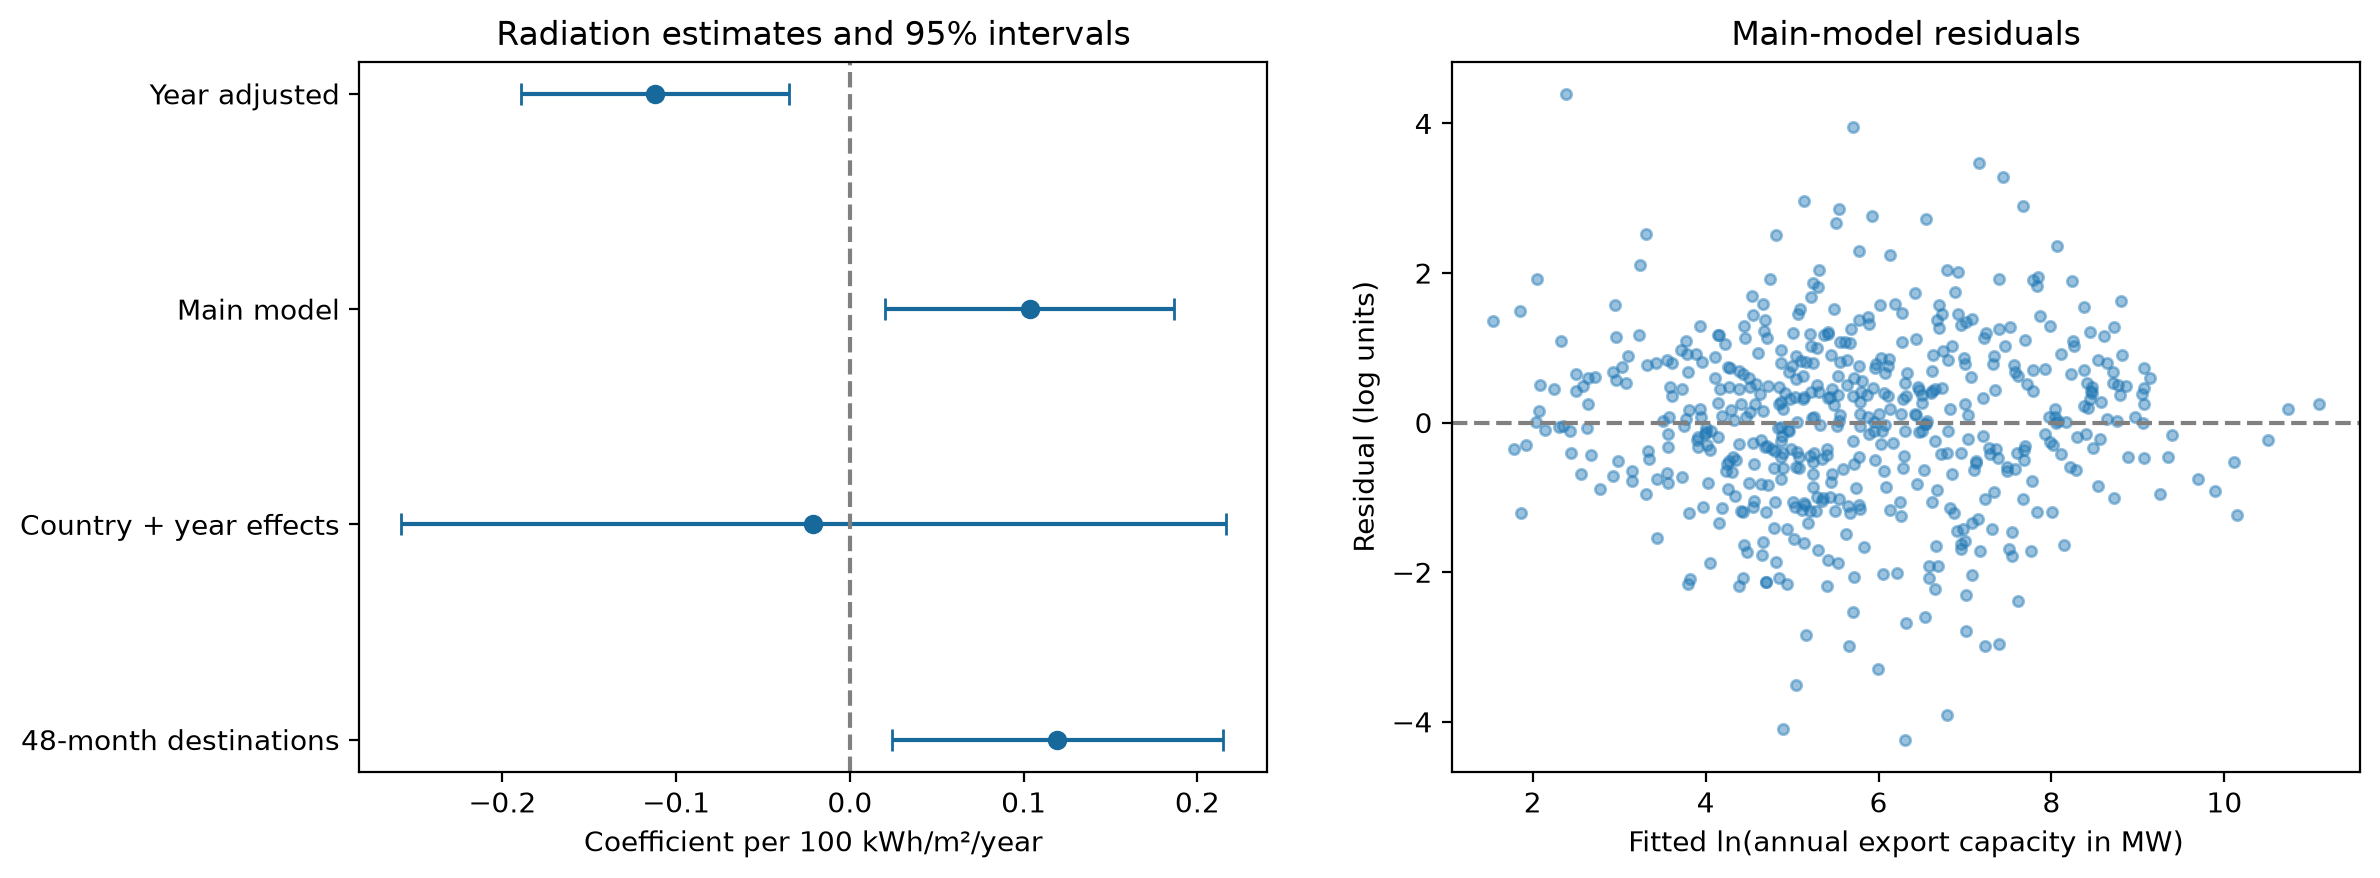 Radiation estimates and 95% intervals
Year adjusted
Main model
Country + year effects
48-month destinations
−0.2 −0.1 0.0 0.1 0.2
Coefficient per 100 kWh/m²/year
Main-model residuals
Residual (log units)
4
2
0
−2
−4
2 4 6 8 10
Fitted ln(annual export capacity in MW)